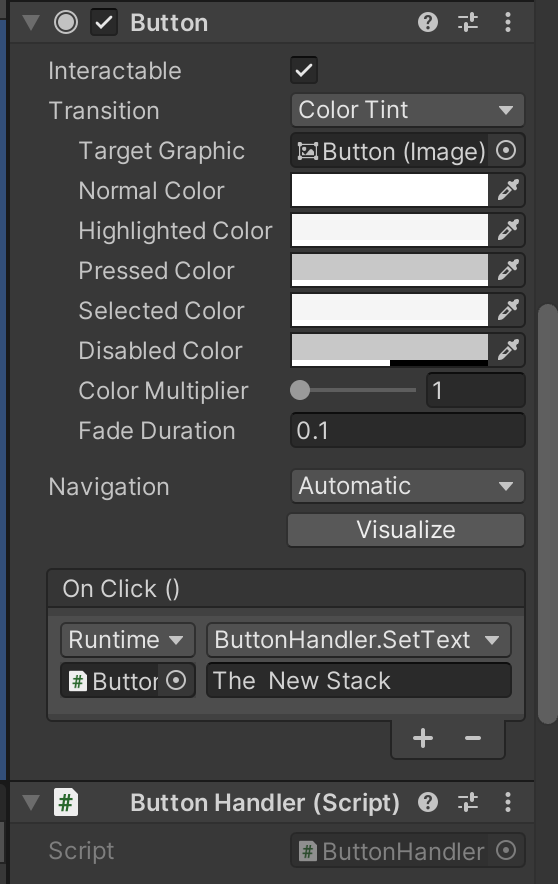 Button
Interactable
Transition Color Tint
Target Graphic Button (Image)
Normal Color
Highlighted Color
Pressed Color
Selected Color
Disabled Color
Color Multiplier 1
Fade Duration 0.1
Navigation Automatic
Visualize
On Click ()
Runtime ButtonHandler.SetText
# Button The New Stack
+ −
# Button Handler (Script)
Script # ButtonHandler